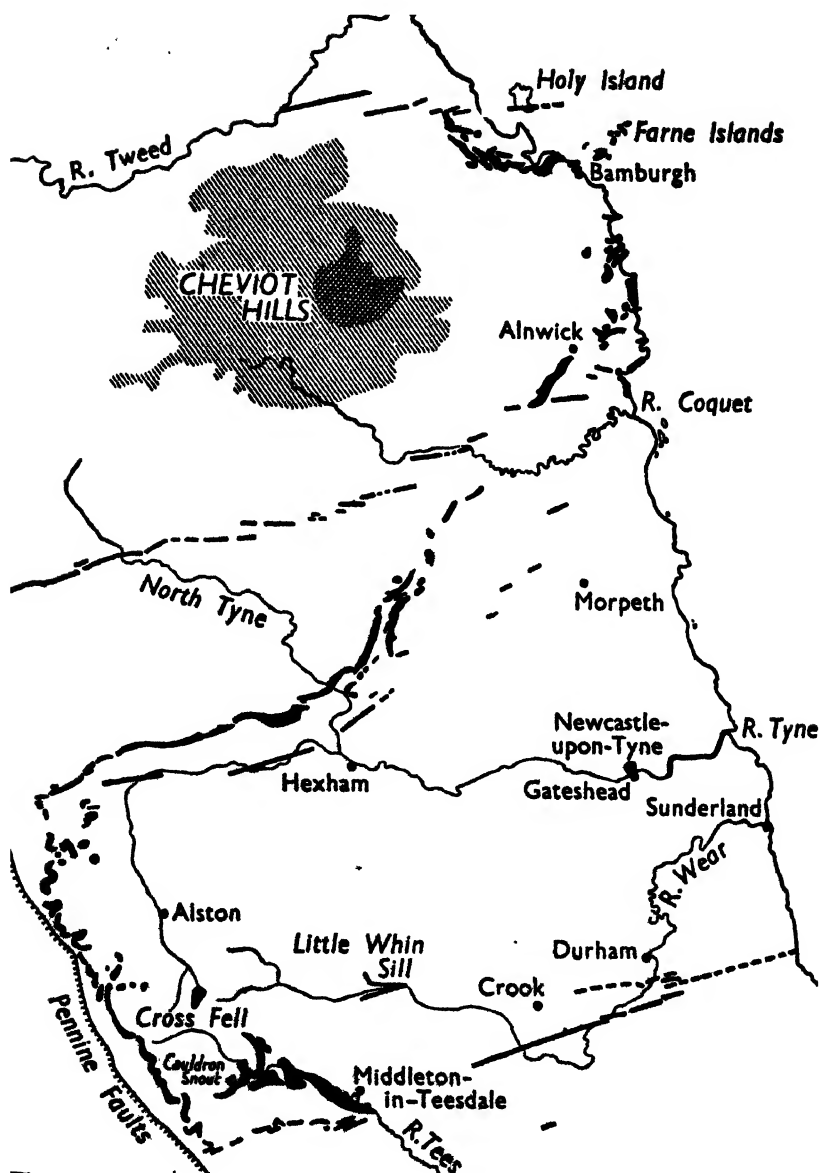 Holy Island
Farne Islands
R. Tweed
Bamburgh
CHEVIOT
HILLS
Alnwick
R. Coquet
North Tyne
Morpeth
Newcastle-
upon-Tyne
R. Tyne
Hexham
Gateshead
Sunderland
R. Wear
Alston
Little Whin
Sill
Durham
Crook
Cross Fell
Pennine Faults
Cauldron
Snout
Middleton-
in-Teesdale
R. Tees